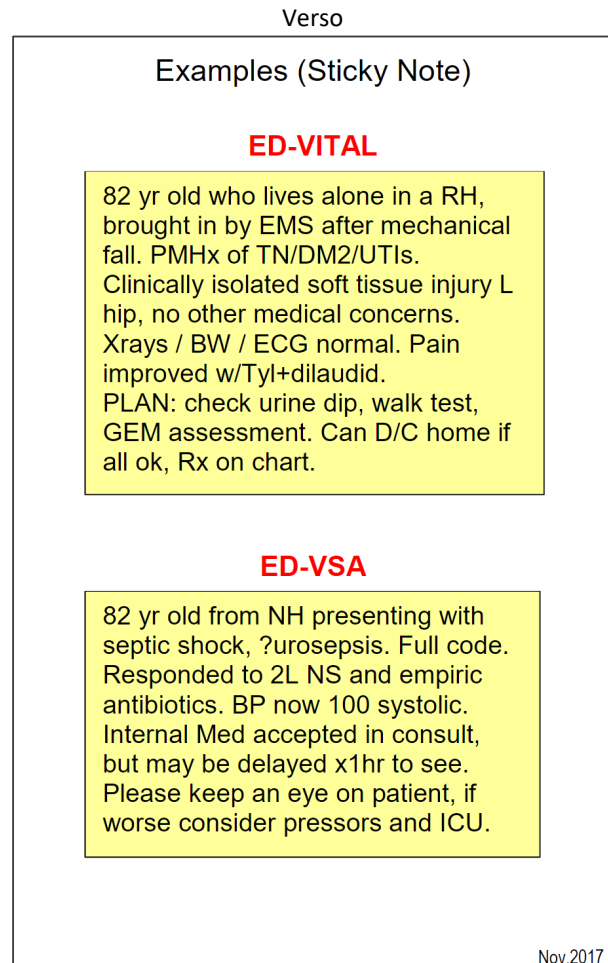 Verso
Examples (Sticky Note)
ED-VITAL
82 yr old who lives alone in a RH,
brought in by EMS after mechanical
fall. PMHx of TN/DM2/UTIs.
Clinically isolated soft tissue injury L
hip, no other medical concerns.
Xrays / BW / ECG normal. Pain
improved w/Tyl+dilaudid.
PLAN: check urine dip, walk test,
GEM assessment. Can D/C home if
all ok, Rx on chart.
ED-VSA
82 yr old from NH presenting with
septic shock, ?urosepsis. Full code.
Responded to 2L NS and empiric
antibiotics. BP now 100 systolic.
Internal Med accepted in consult,
but may be delayed x1hr to see.
Please keep an eye on patient, if
worse consider pressors and ICU.
Nov.2017